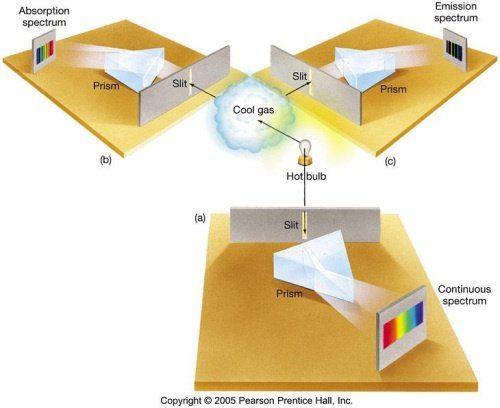 Absorption
spectrum
Prism
Slit
(b)
Cool gas
Emission
spectrum
Slit
Prism
(c)
Hot bulb
(a)
Slit
Prism
Continuous
spectrum
Copyright © 2005 Pearson Prentice Hall, Inc.